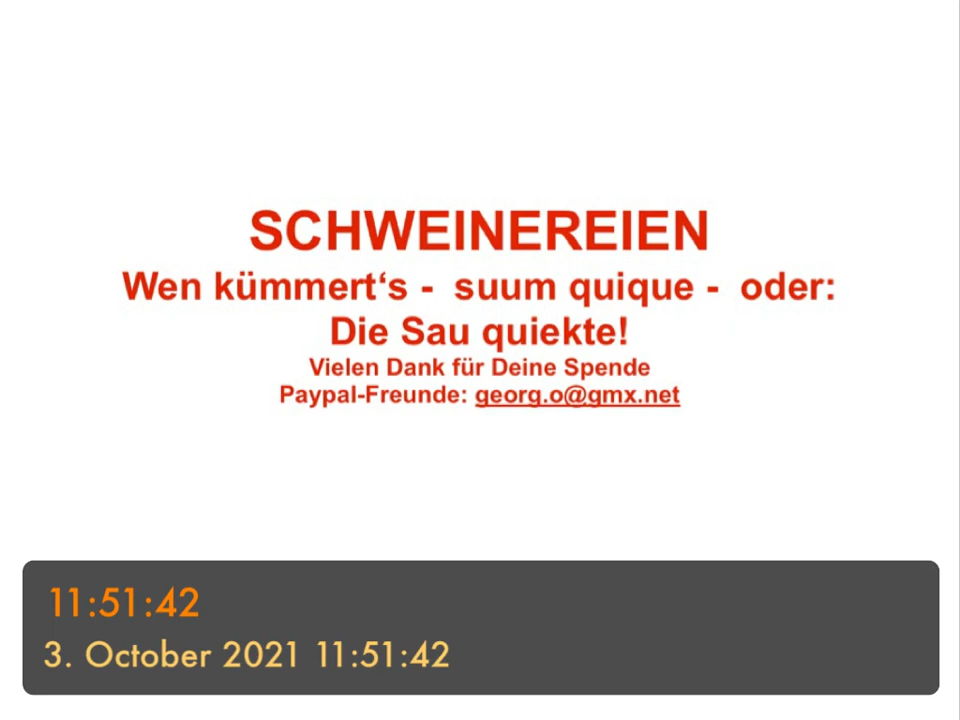 SCHWEINEREIEN
Wen kümmert‘s - suum quique - oder:
Die Sau quiekte!
Vielen Dank für Deine Spende
Paypal-Freunde: georg.o@gmx.net
11:51:42
3. October 2021 11:51:42